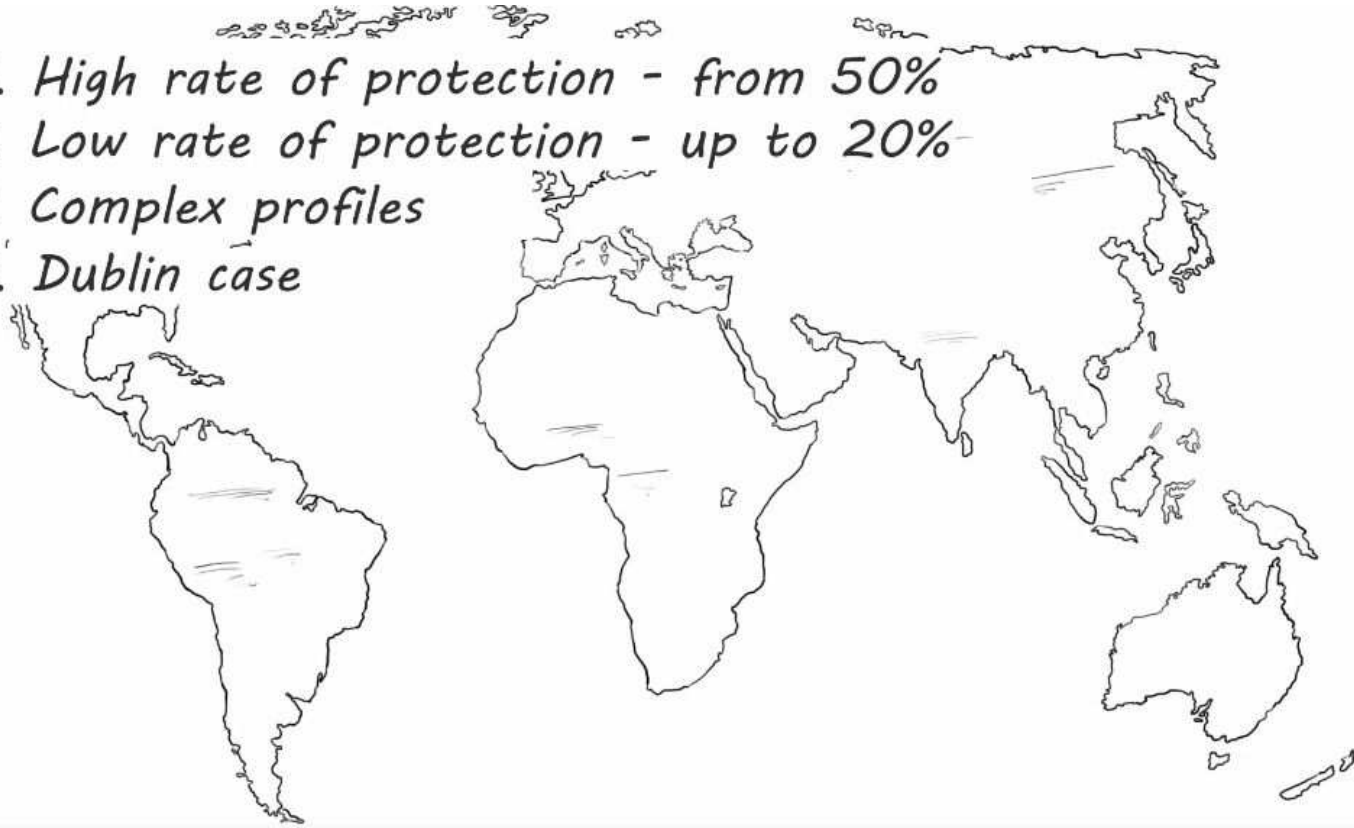 . High rate of protection - from 50%
Low rate of protection - up to 20%
Complex profiles
. Dublin case